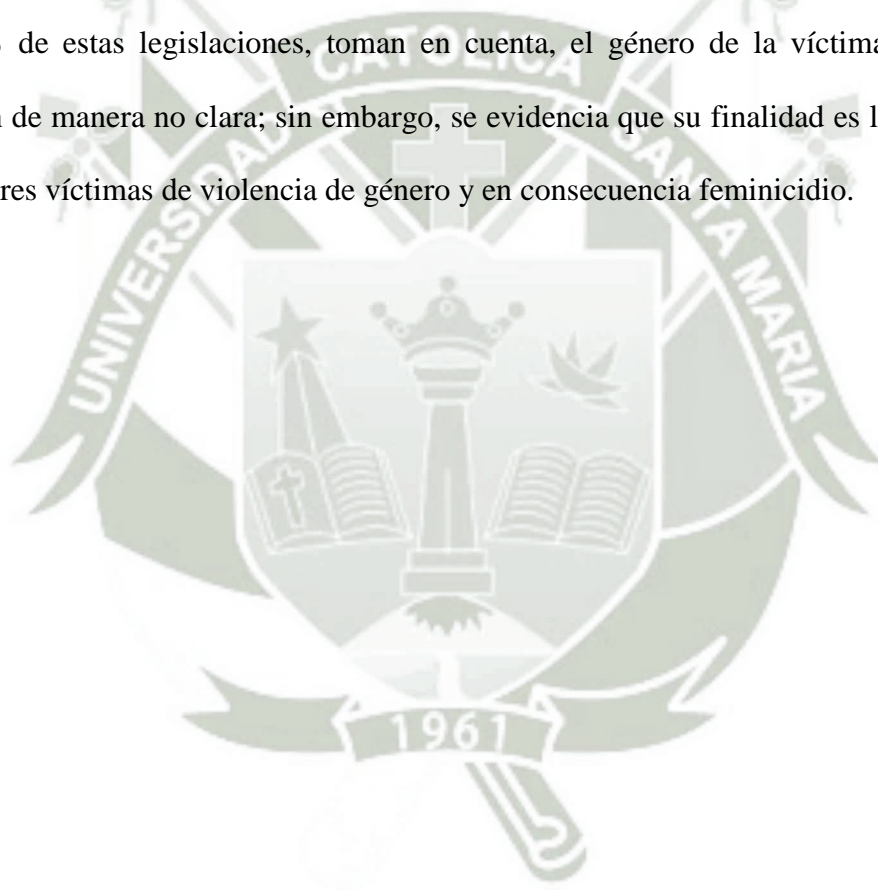 de estas legislaciones, toman en cuenta, el género de la víctima
de manera no clara; sin embargo, se evidencia que su finalidad es
víctimas de violencia de género y en consecuencia feminicidio.
UNIVERSIDAD CATOLICA SANTA MARIA
1961